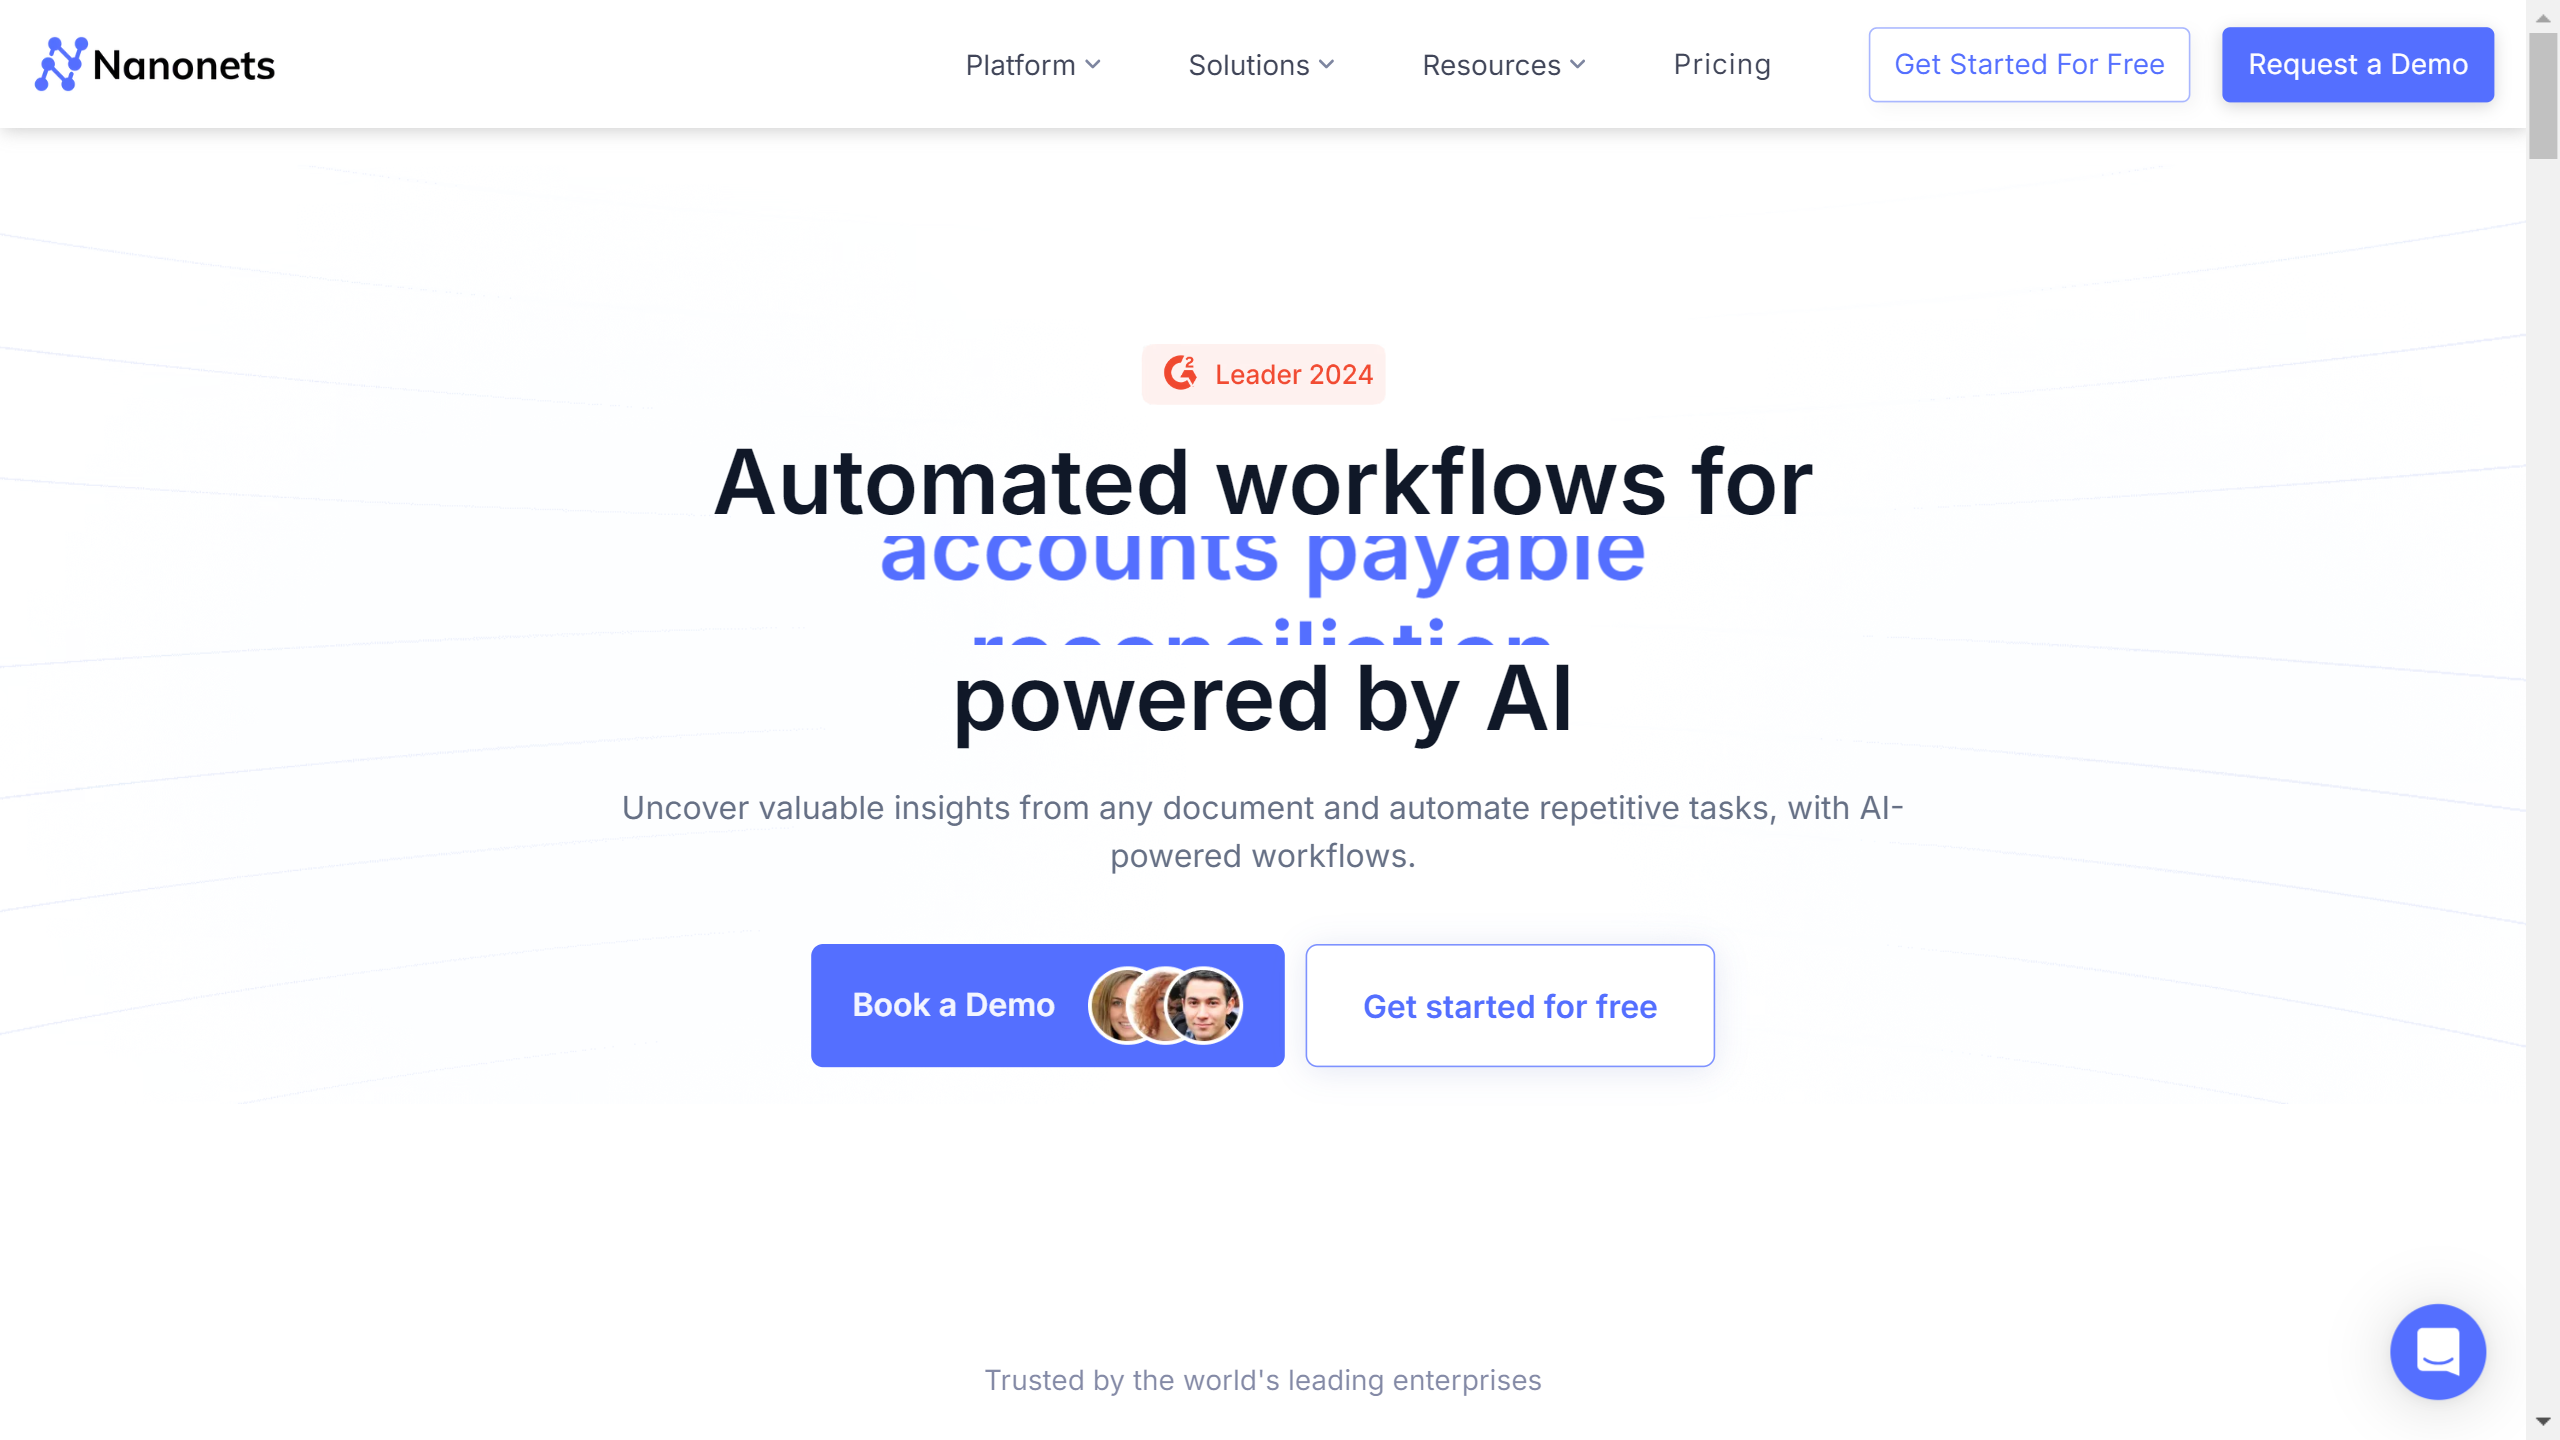 Nanonets
Platform
Solutions
Resources
Pricing
Get Started For Free
Request a Demo
G2 Leader 2024
Automated workflows for
accounts payable
reconciliation
powered by AI
Uncover valuable insights from any document and automate repetitive tasks, with AI-
powered workflows.
Book a Demo
Get started for free
Trusted by the world's leading enterprises